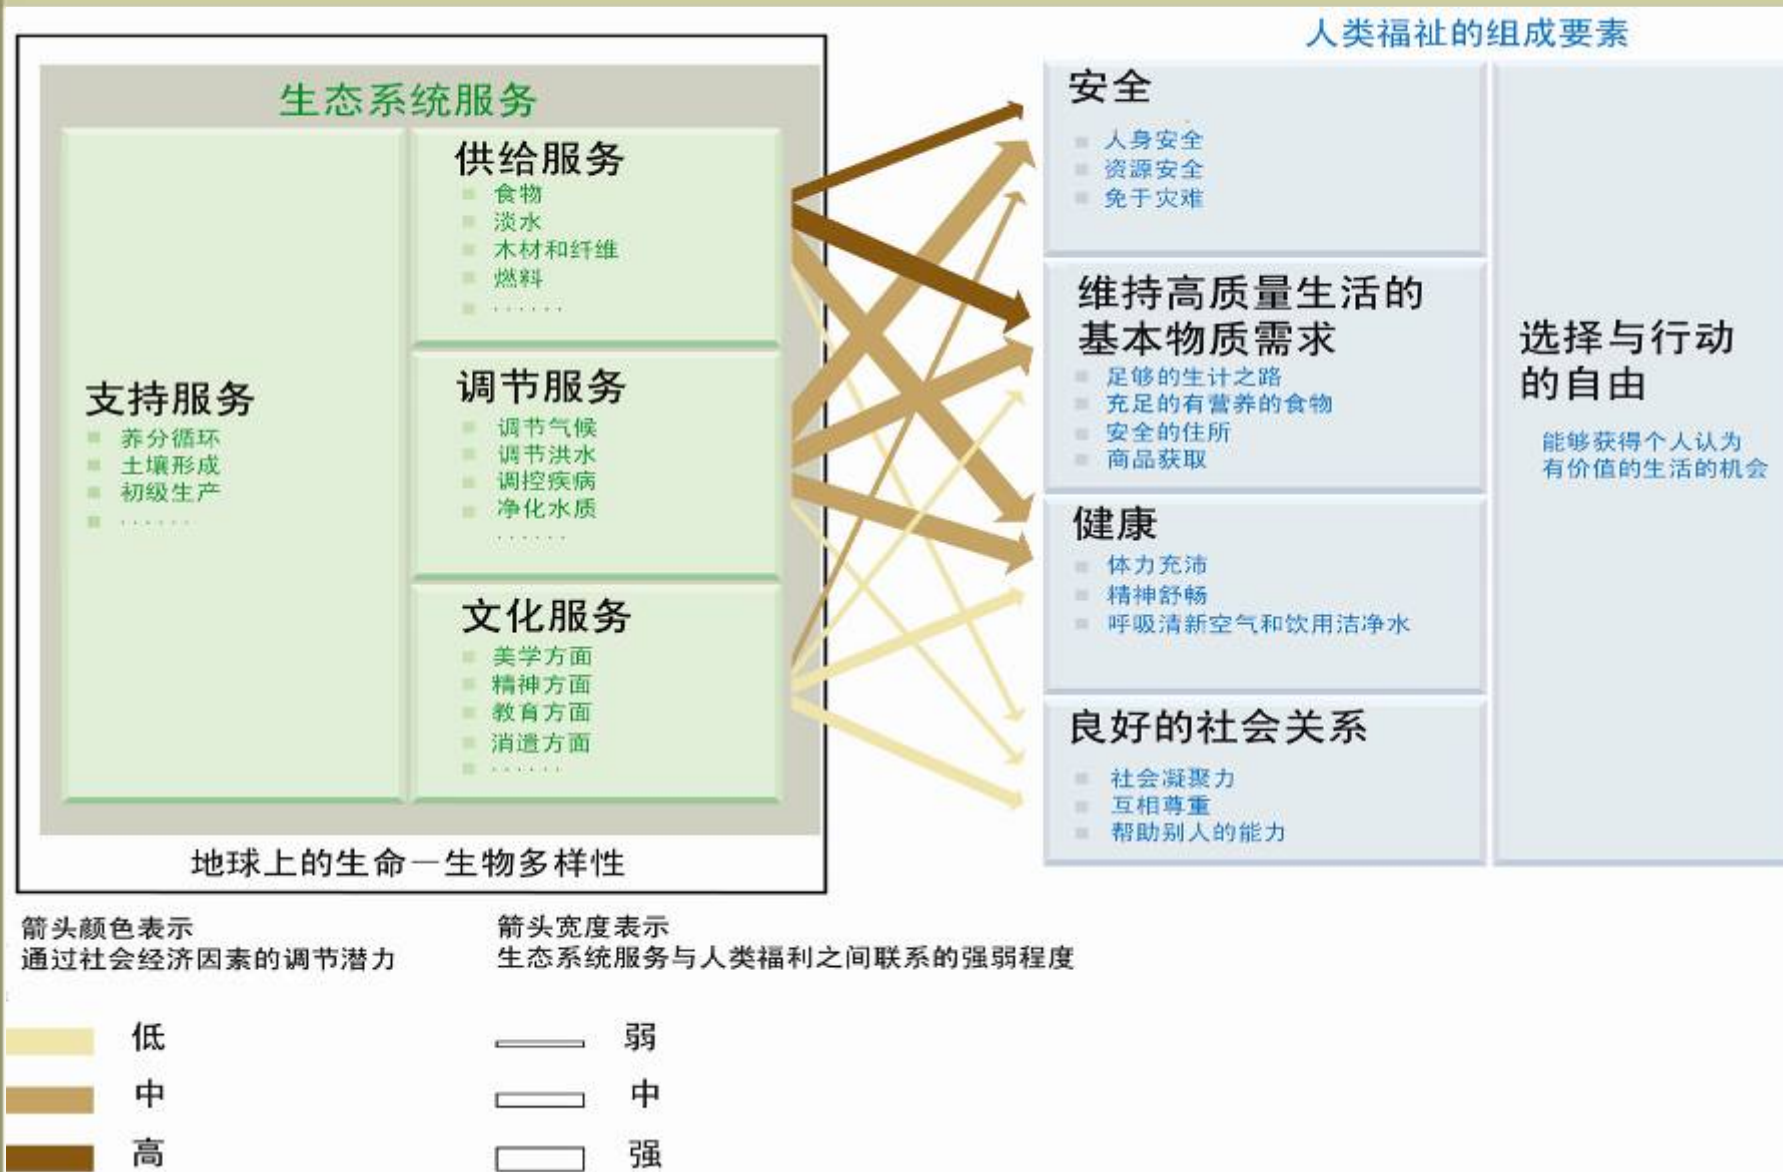 人类福祉的组成要素
生态系统服务
支持服务
养分循环
土壤形成
初级生产
······
供给服务
食物
淡水
木材和纤维
燃料
······
调节服务
调节气候
调节洪水
调控疾病
净化水质
······
文化服务
美学方面
精神方面
教育方面
消遣方面
······
地球上的生命—生物多样性
安全
人身安全
资源安全
免于灾难
维持高质量生活的
基本物质需求
足够的生计之路
充足的有营养的食物
安全的住所
商品获取
健康
体力充沛
精神舒畅
呼吸清新空气和饮用洁净水
良好的社会关系
社会凝聚力
互相尊重
帮助别人的能力
选择与行动
的自由
能够获得个人认为
有价值的生活的机会
箭头颜色表示
通过社会经济因素的调节潜力
低
中
高
箭头宽度表示
生态系统服务与人类福利之间联系的强弱程度
弱
中
强